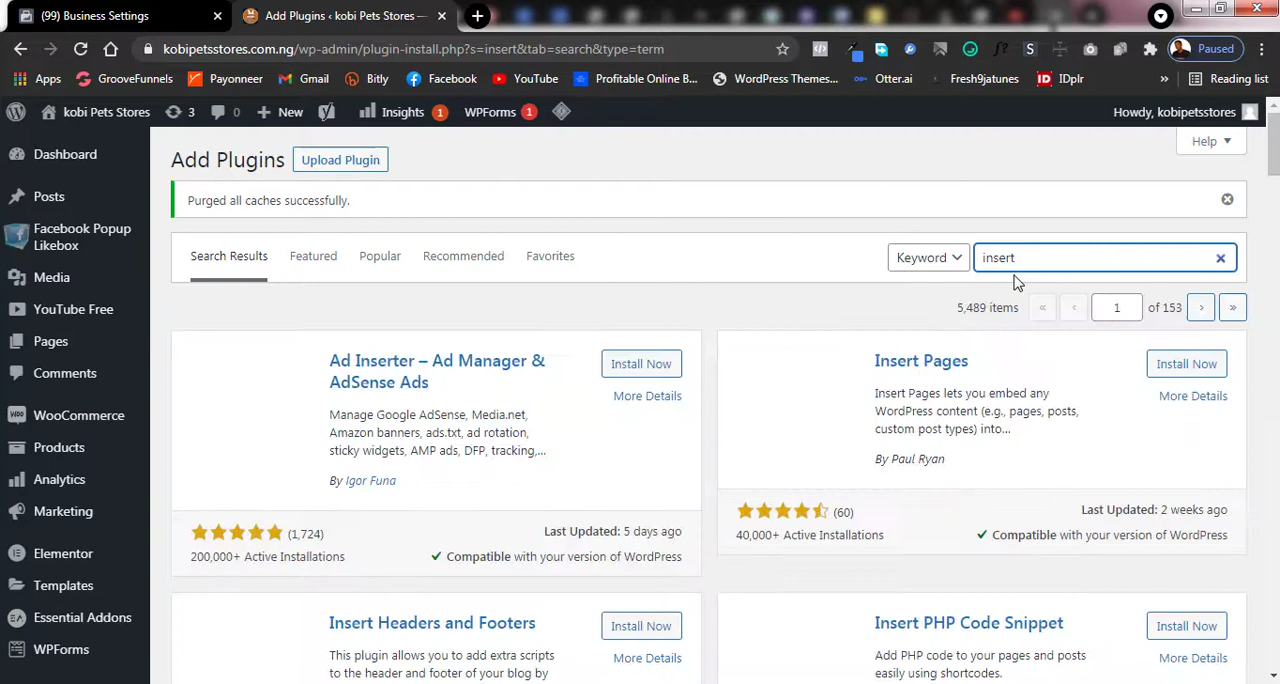 (99) Business Settings
Add Plugins ‹ kobi Pets Stores —
kobipetsstores.com.ng/wp-admin/plugin-install.php?s=insert&tab=search&type=term
Paused
Apps
GrooveFunnels
Payonneer
Gmail
Bitly
Facebook
YouTube
Profitable Online B...
WordPress Themes...
Otter.ai
Fresh9jatunes
IDplr
»
Reading list
kobi Pets Stores
3
0
New
Insights 1
WPForms 1
Howdy, kobipetsstores
Dashboard
Posts
Facebook Popup
Likebox
Media
YouTube Free
Pages
Comments
WooCommerce
Products
Analytics
Marketing
Elementor
Templates
Essential Addons
WPForms
Help
Add Plugins
Upload Plugin
Purged all caches successfully.
Search Results
Featured
Popular
Recommended
Favorites
Keyword
insert
5,489 items
«
‹
1
of 153
›
»
Ad Inserter – Ad Manager &
AdSense Ads
Install Now
More Details
Manage Google AdSense, Media.net,
Amazon banners, ads.txt, ad rotation,
sticky widgets, AMP ads, DFP, tracking,...
By Igor Funa
(1,724)
Last Updated: 5 days ago
200,000+ Active Installations
Compatible with your version of WordPress
Insert Pages
Install Now
More Details
Insert Pages lets you embed any
WordPress content (e.g., pages, posts,
custom post types) into...
By Paul Ryan
(60)
Last Updated: 2 weeks ago
40,000+ Active Installations
Compatible with your version of WordPress
Insert Headers and Footers
Install Now
More Details
This plugin allows you to add extra scripts
to the header and footer of your blog by
Insert PHP Code Snippet
Install Now
More Details
Add PHP code to your pages and posts
easily using shortcodes.